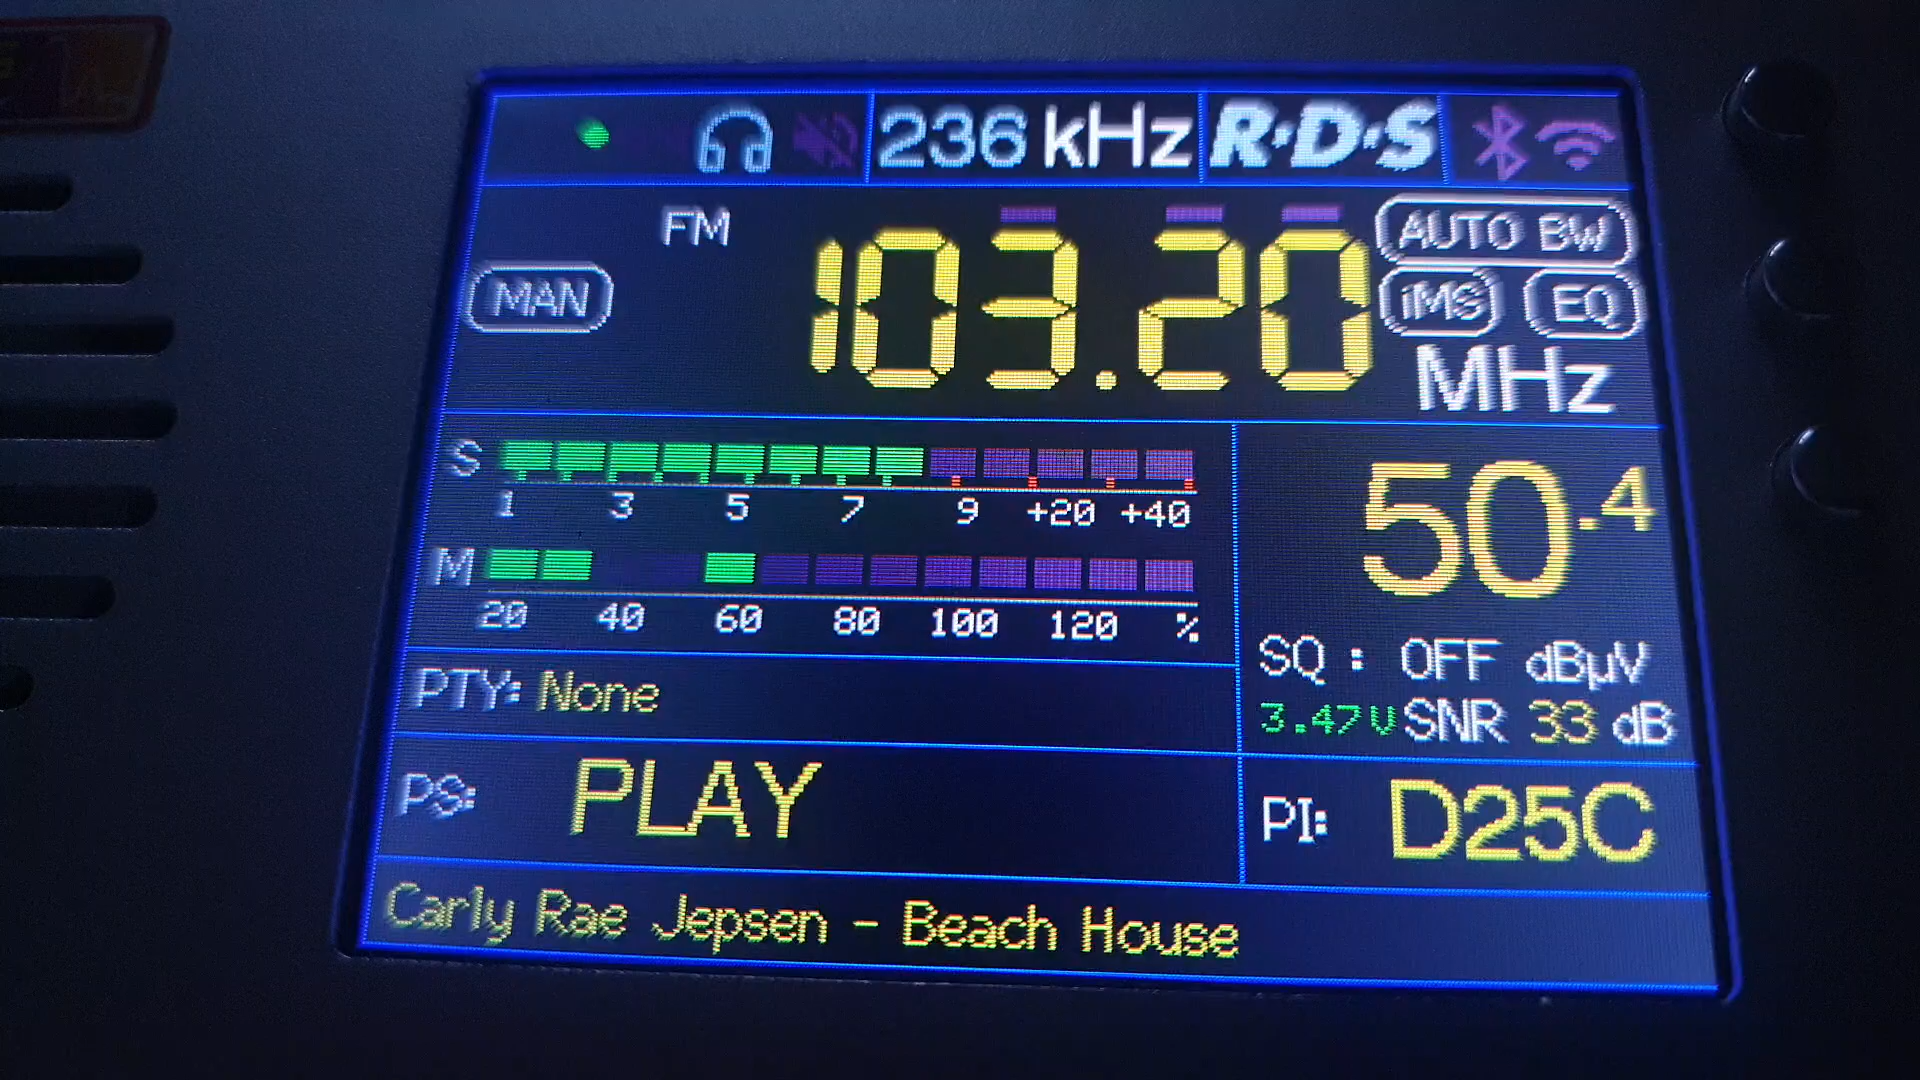 236 kHz R·D·S
FM
103.20 MHz
AUTO BW
MAN
iMS EQ
S
1 3 5 7 9 +20 +40
50.4
M
20 40 60 80 100 120 %
SQ : OFF dBµV
3.47V SNR 33 dB
PTY: None
PS: PLAY
PI: D25C
Carly Rae Jepsen - Beach House